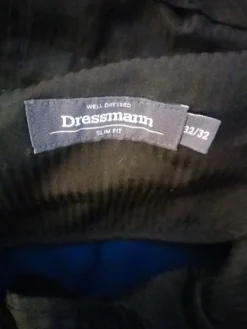 WELL DRESSED
Dressmann
SLIM FIT
32/32